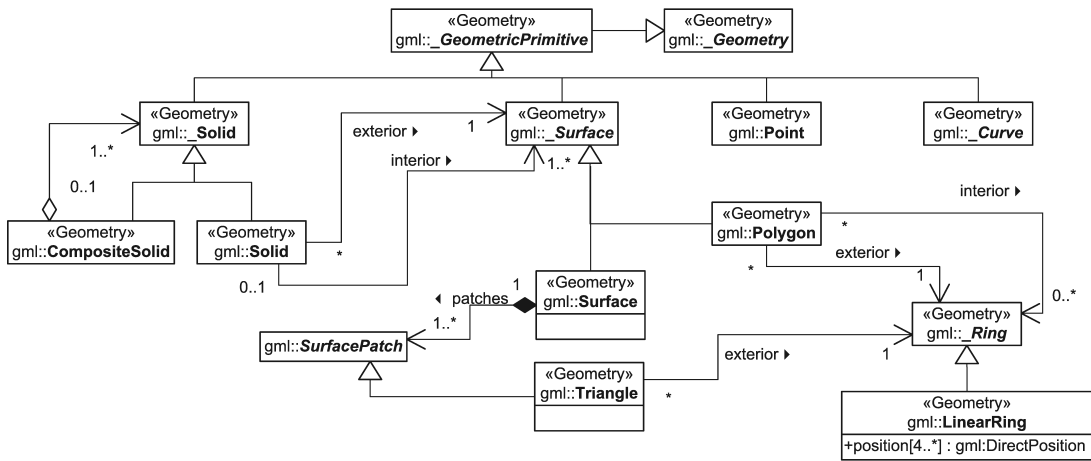 «Geometry»
gml::_GeometricPrimitive
«Geometry»
gml::_Geometry
«Geometry»
gml::_Solid
«Geometry»
gml::_Surface
«Geometry»
gml::Point
«Geometry»
gml::_Curve
exterior
1
1..*
interior
1..*
0..1
interior
«Geometry»
gml::CompositeSolid
«Geometry»
gml::Solid
*
0..1
«Geometry»
gml::Polygon
*
exterior
*
1
0..*
patches
1
1..*
«Geometry»
gml::Surface
gml::SurfacePatch
«Geometry»
gml::_Ring
exterior
1
«Geometry»
gml::Triangle
*
«Geometry»
gml::LinearRing
+position[4..*] : gml:DirectPosition